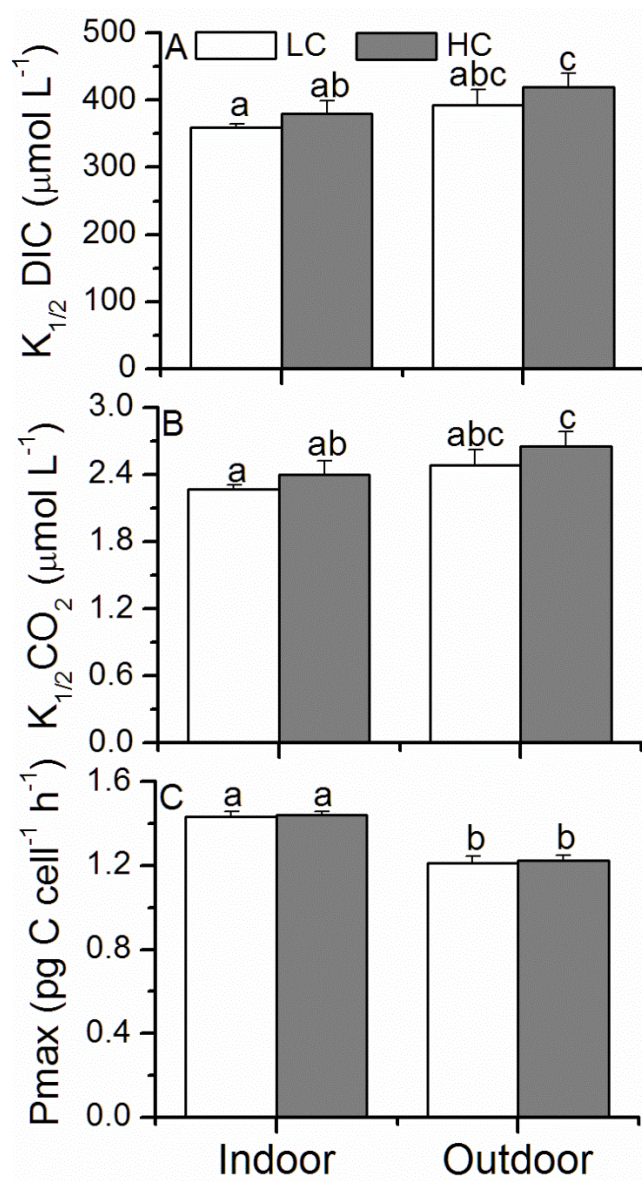 A LC HC
500
400
300
200
100
0
K1/2 DIC (μmol L-1)
a ab abc c
B
3.0
2.4
1.8
1.2
0.6
0.0
K1/2CO2 (μmol L-1)
a ab abc c
C
1.6
1.2
0.8
0.4
0.0
Pmax (pg C cell-1 h-1)
a a b b
Indoor Outdoor